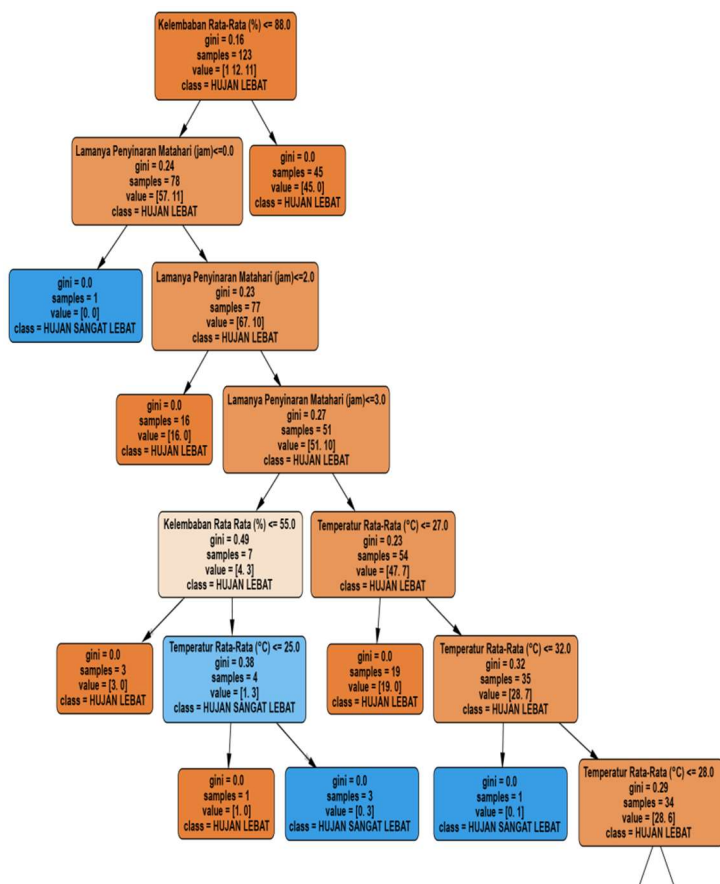 Kelembaban Rata-Rata (%) <= 88.0
gini = 0.16
samples = 123
value = [1 12. 11]
class = HUJAN LEBAT
Lamanya Penyinaran Matahari (jam)<=0.0
gini = 0.24
samples = 78
value = [57. 11]
class = HUJAN LEBAT
gini = 0.0
samples = 45
value = [45. 0]
class = HUJAN LEBAT
gini = 0.0
samples = 1
value = [0. 0]
class = HUJAN SANGAT LEBAT
Lamanya Penyinaran Matahari (jam)<=2.0
gini = 0.23
samples = 77
value = [67. 10]
class = HUJAN LEBAT
gini = 0.0
samples = 16
value = [16. 0]
class = HUJAN LEBAT
Lamanya Penyinaran Matahari (jam)<=3.0
gini = 0.27
samples = 51
value = [51. 10]
class = HUJAN LEBAT
Kelembaban Rata Rata (%) <= 55.0
gini = 0.49
samples = 7
value = [4. 3]
class = HUJAN LEBAT
Temperatur Rata-Rata (°C) <= 27.0
gini = 0.23
samples = 54
value = [47. 7]
class = HUJAN LEBAT
gini = 0.0
samples = 3
value = [3. 0]
class = HUJAN LEBAT
Temperatur Rata-Rata (°C) <= 25.0
gini = 0.38
samples = 4
value = [1. 3]
class = HUJAN SANGAT LEBAT
gini = 0.0
samples = 19
value = [19. 0]
class = HUJAN LEBAT
Temperatur Rata-Rata (°C) <= 32.0
gini = 0.32
samples = 35
value = [28. 7]
class = HUJAN LEBAT
gini = 0.0
samples = 1
value = [1. 0]
class = HUJAN LEBAT
gini = 0.0
samples = 3
value = [0. 3]
class = HUJAN SANGAT LEBAT
gini = 0.0
samples = 1
value = [0. 1]
class = HUJAN SANGAT LEBAT
Temperatur Rata-Rata (°C) <= 28.0
gini = 0.29
samples = 34
value = [28. 6]
class = HUJAN LEBAT